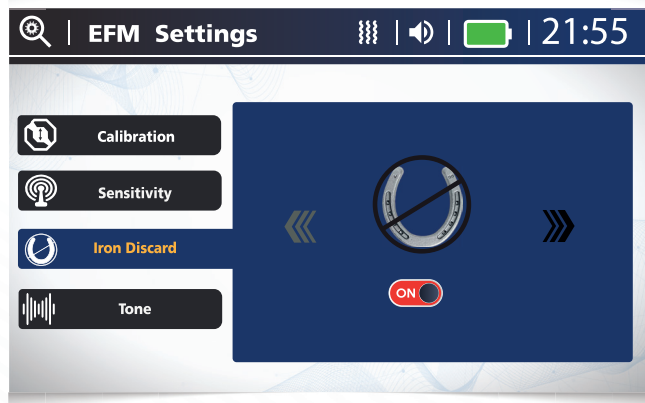 EFM Settings
21:55
Calibration
Sensitivity
Iron Discard
ON
Tone